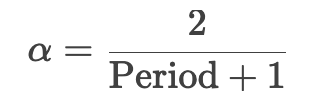 α = 2 / (Period + 1)